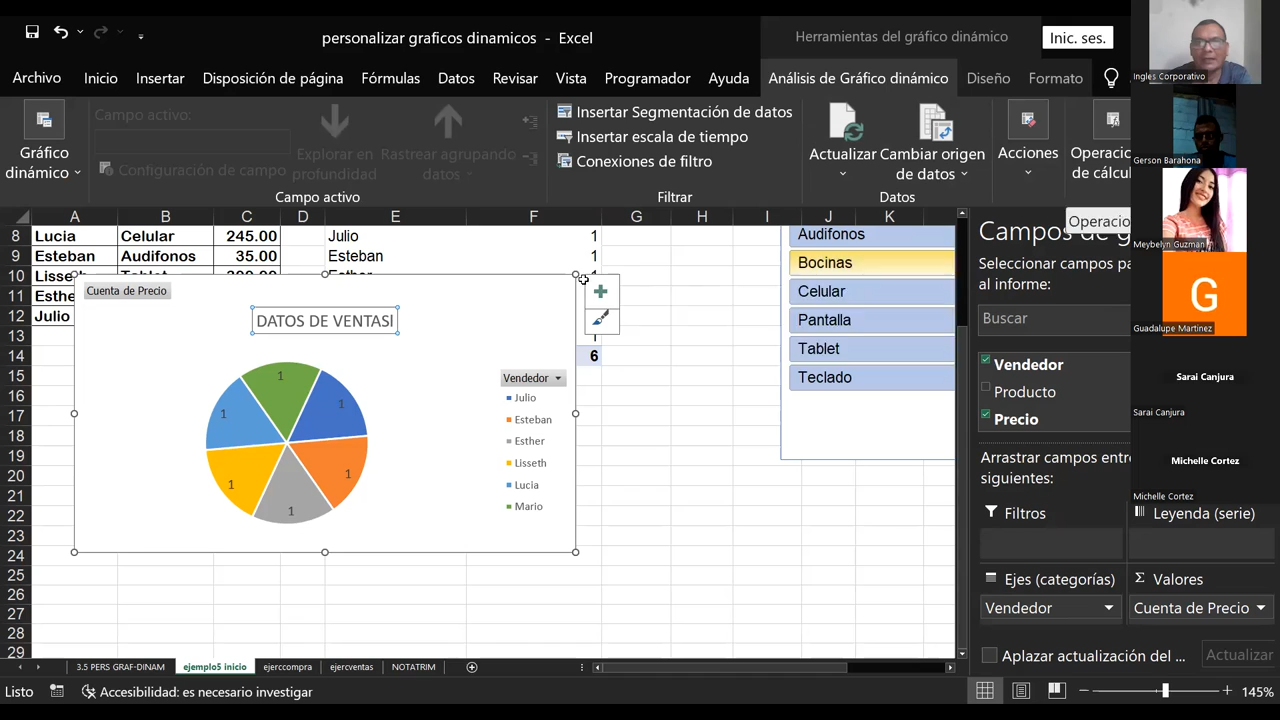 personalizar graficos dinamicos - Excel
Herramientas del gráfico dinámico
Inic. ses.
Archivo Inicio Insertar Disposición de página Fórmulas Datos Revisar Vista Programador Ayuda Análisis de Gráfico dinámico Diseño Formato
Gráfico dinámico
Campo activo:
Configuración de campo
Explorar en profundidad
Rastrear agrupando datos
Campo activo
Insertar Segmentación de datos
Insertar escala de tiempo
Conexiones de filtro
Filtrar
Actualizar
Cambiar origen de datos
Datos
Acciones
Operacio
de cálcu
Operacio
Ingles Corporativo
Gerson Barahona
Meybelyn Guzman
G
Guadalupe Martinez
Sarai Canjura
Sarai Canjura
Michelle Cortez
Michelle Cortez
A B C D E F G H I J K
8 Lucia Celular 245.00 Julio 1
9 Esteban Audifonos 35.00 Esteban 1
10
11 Esthe
12 Julio
13
14 6
15
16
17
18
19
20
21
22
23
24
25
26
27
28
29
Cuenta de Precio
DATOS DE VENTAS
1
1
1
1
1
1
Vendedor
Julio
Esteban
Esther
Lisseth
Lucia
Mario
Audifonos
Bocinas
Celular
Pantalla
Tablet
Teclado
Campos de g
Seleccionar campos pa
al informe:
Buscar
Vendedor
Producto
Precio
Arrastrar campos entre
siguientes:
Filtros
Leyenda (serie)
Ejes (categorías)
Σ Valores
Vendedor
Cuenta de Precio
Aplazar actualización del ...
Actualizar
3.5 PERS GRAF-DINAM ejemplo5 inicio ejerccompra ejercventas NOTATRIM
Listo
Accesibilidad: es necesario investigar
145%